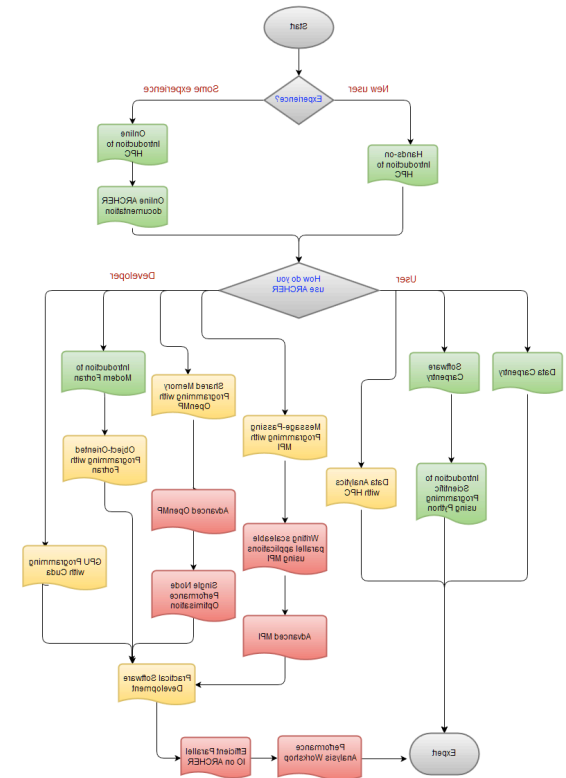 Start
Experience?
Some experience
New user
Online
Introduction to
HPC
Hands-on
Introduction to
HPC
Online ARCHER
documentation
How do you
use ARCHER
Developer
User
Introduction to
Modern Fortran
Shared Memory
Programming with
OpenMP
Software
Carpentry
Data Carpentry
Message-Passing
Programming with
MPI
Object-Oriented
Programming with
Fortran
Data Analytics
with HPC
Introduction to
Scientific
Programming
using Python
Advanced OpenMP
Writing scaleable
parallel applications
using MPI
GPU Programming
with Cuda
Single Node
Performance
Optimisation
Advanced MPI
Practical Software
Development
Efficient Parallel
IO on ARCHER
Performance
Analysis Workshop
Expert